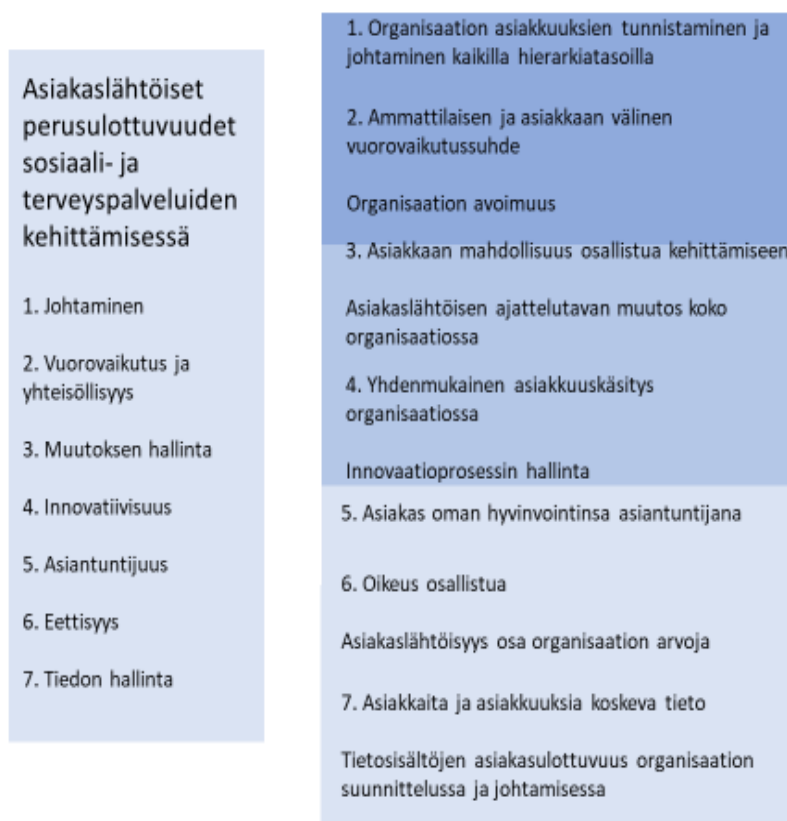 Asiakaslähtöiset
perusulottuvuudet
sosiaali- ja
terveyspalveluiden
kehittämisessä
1. Johtaminen
2. Vuorovaikutus ja
yhteisöllisyys
3. Muutoksen hallinta
4. Innovatiivisuus
5. Asiantuntijuus
6. Eettisyys
7. Tiedon hallinta
1. Organisaation asiakkuuksien tunnistaminen ja
johtaminen kaikilla hierarkiatasoilla
2. Ammattilaisen ja asiakkaan välinen
vuorovaikutussuhde
Organisaation avoimuus
3. Asiakkaan mahdollisuus osallistua kehittämiseen
Asiakaslähtöisen ajattelutavan muutos koko
organisaatiossa
4. Yhdenmukainen asiakkuuskäsitys
organisaatiossa
Innovaatioprosessin hallinta
5. Asiakas oman hyvinvointinsa asiantuntijana
6. Oikeus osallistua
Asiakaslähtöisyys osa organisaation arvoja
7. Asiakkaita ja asiakkuuksia koskeva tieto
Tietosisältöjen asiakasulottuvuus organisaation
suunnittelussa ja johtamisessa